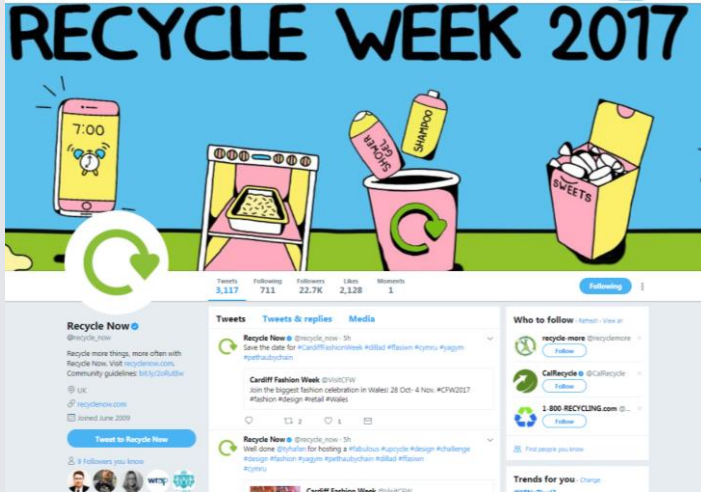 RECYCLE WEEK 2017
7:00
SHOWER GEL
SHAMPOO
SWEETS
Tweets Following Followers Likes Moments
3,117 711 22.7K 2,128 1
Following
Recycle Now
@recycle_now
Recycle more things, more often with
Recycle Now. Visit recyclenow.com.
Community guidelines: bit.ly/2oRutBw
UK
recyclenow.com
Joined June 2009
Tweet to Recycle Now
9 Followers you know
wrap
Tweets Tweets & replies Media
Recycle Now @recycle_now · 5h
Save the date for #CardiffFashionWeek #dillad #ffasiwn #cymru #yagym
#pethaubychain
Cardiff Fashion Week @VisitCFW
Join the biggest fashion celebration in Wales! 28 Oct- 4 Nov. #CFW2017
#fashion #design #retail #Wales
2 1
Recycle Now @recycle_now · 5h
Well done @tyhafan for hosting a #fabulous #upcycle #design #challenge
#design #fashion #yagym #pethaubychain #dillad #ffasiwn
#cymru
Cardiff Fashion Week @VisitCFW
Who to follow · Refresh · View all
recycle-more @recyclemore
Follow
CalRecycle @CalRecycle
Follow
1-800-RECYCLING.com @...
Follow
Find people you know
Trends for you · Change